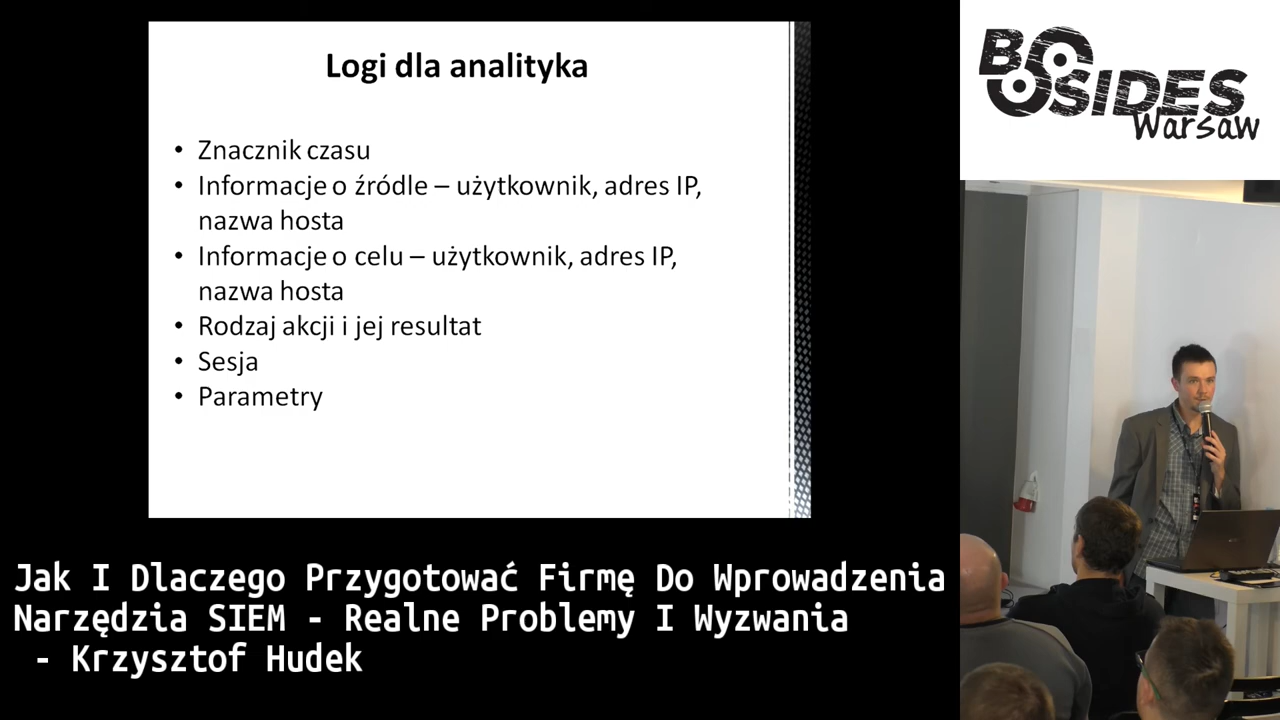 Logi dla analityka
• Znacznik czasu
• Informacje o źródle – użytkownik, adres IP,
nazwa hosta
• Informacje o celu – użytkownik, adres IP,
nazwa hosta
• Rodzaj akcji i jej resultat
• Sesja
• Parametry
BSIDES
Warsaw
Jak I Dlaczego Przygotować Firmę Do Wprowadzenia
Narzędzia SIEM - Realne Problemy I Wyzwania
- Krzysztof Hudek